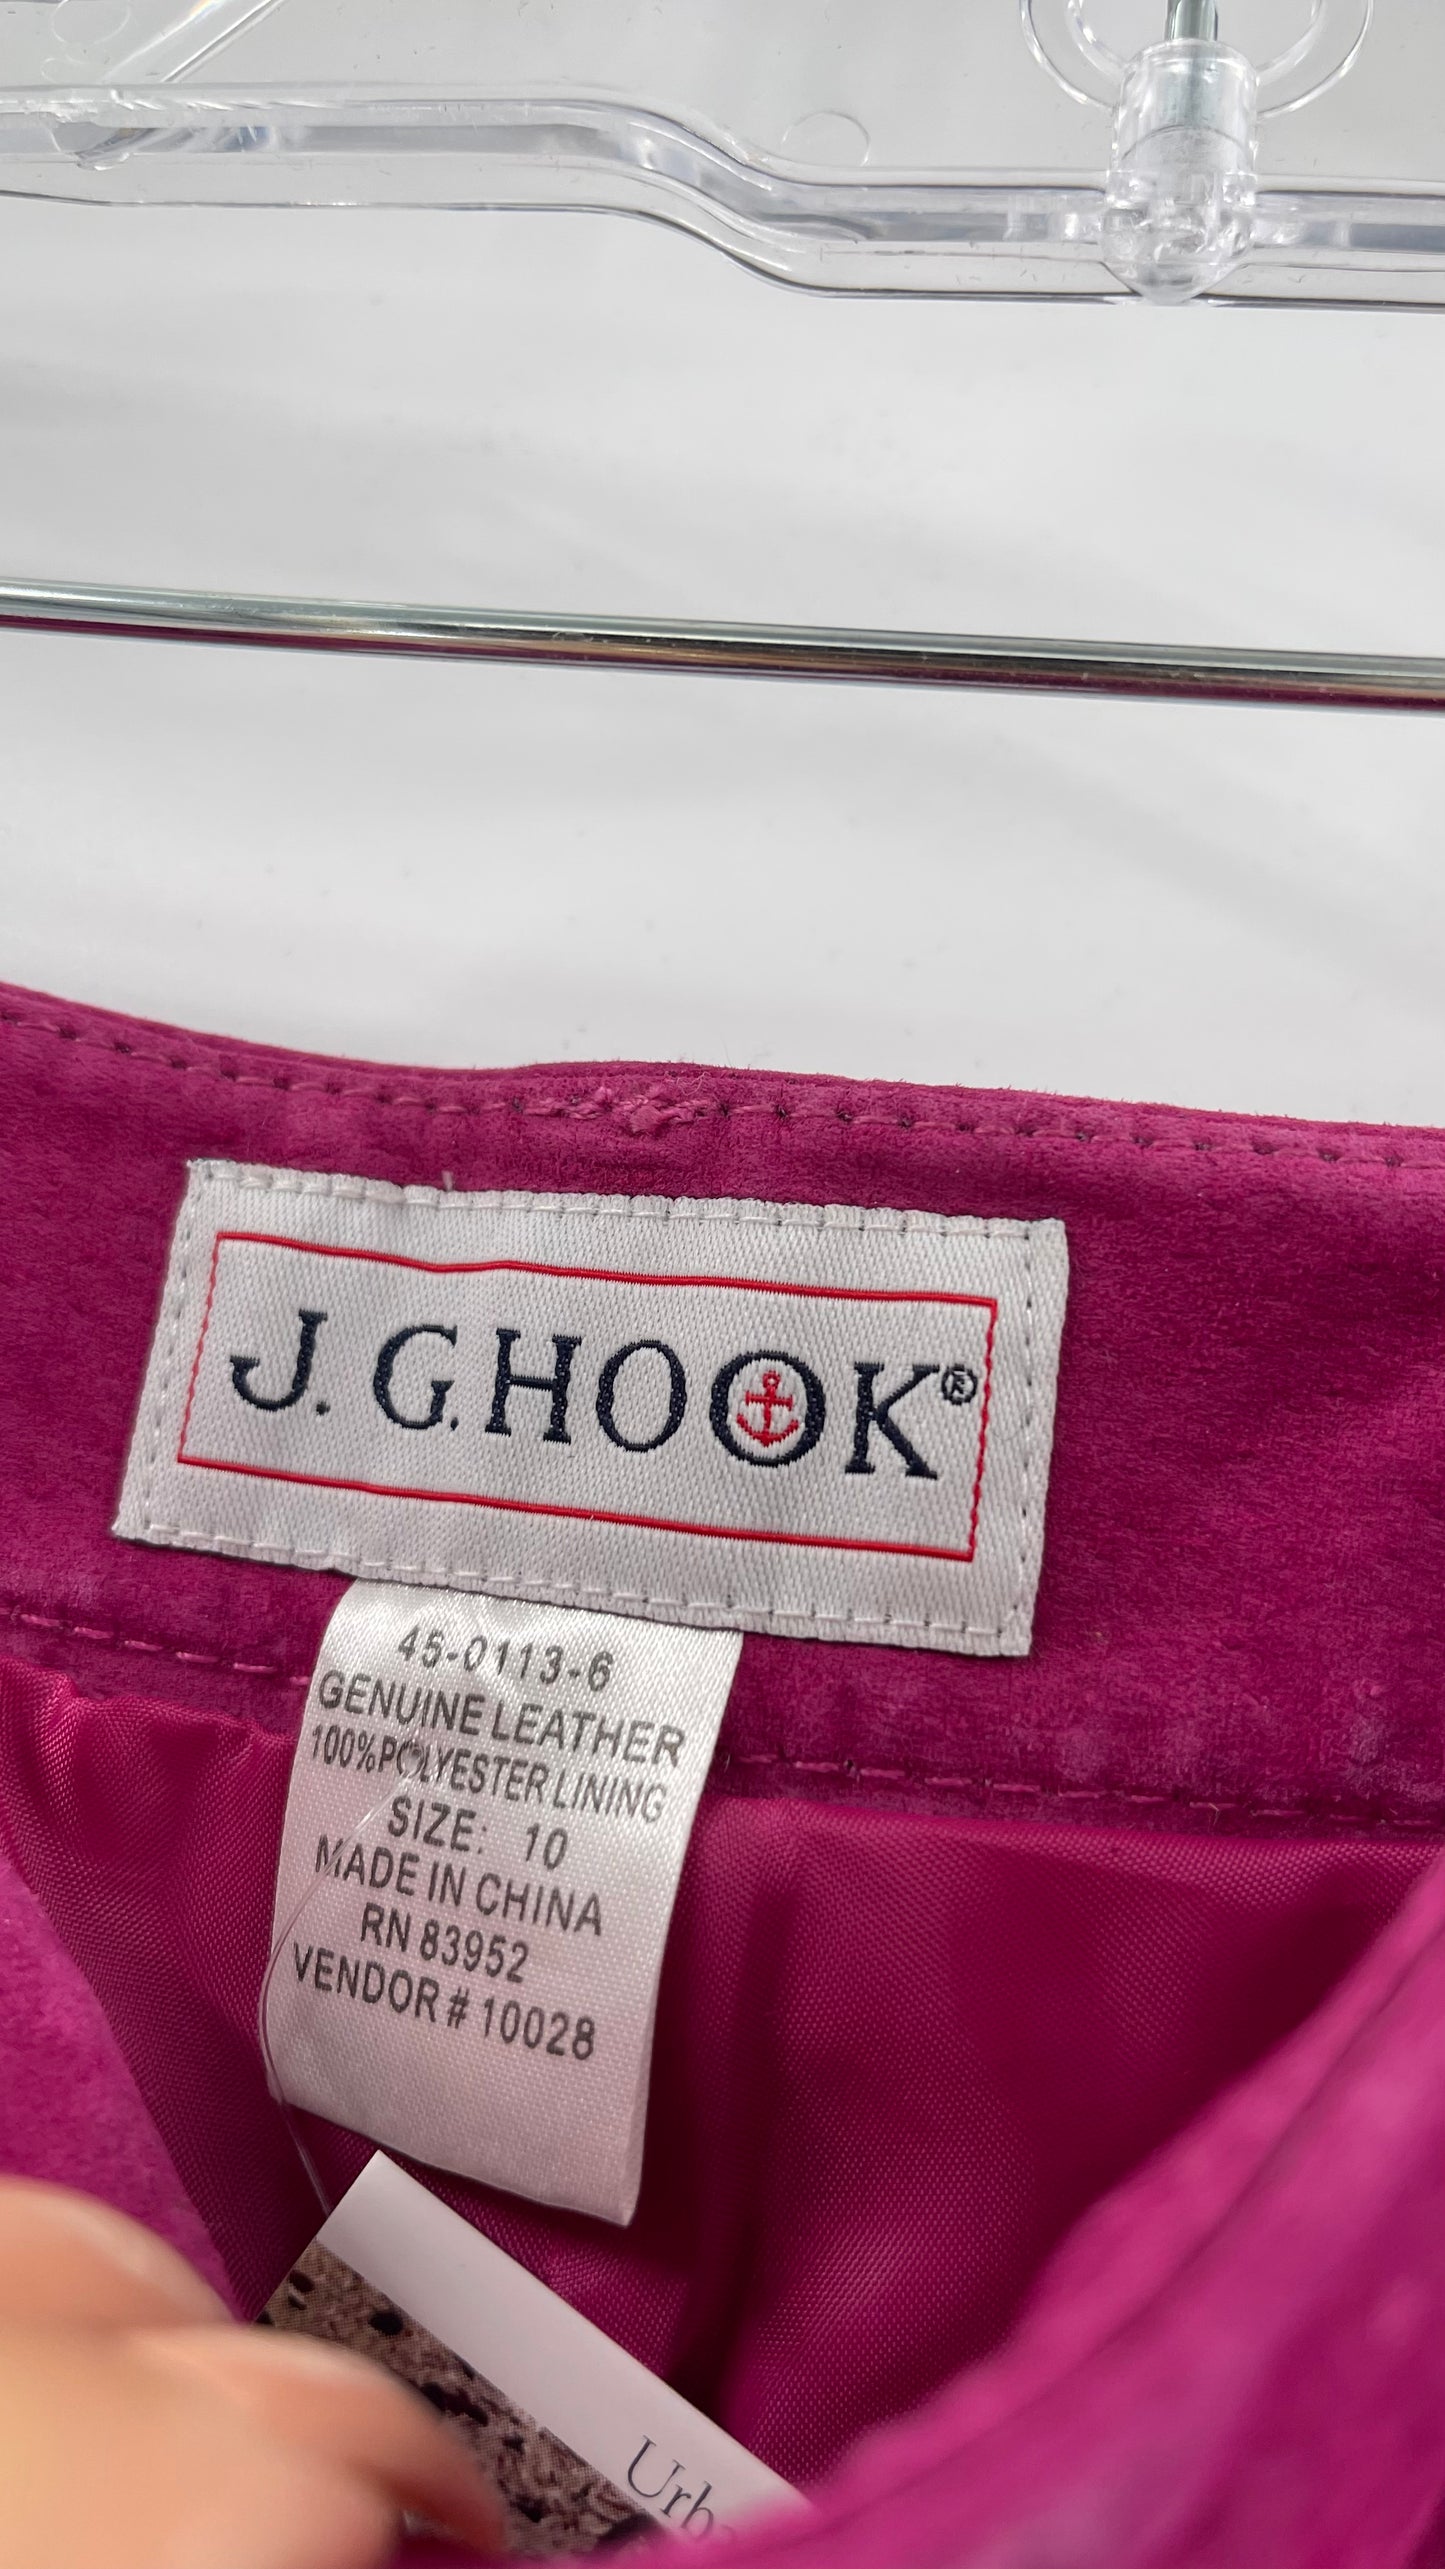 J.G.HOOK®
45-0113-6
GENUINE LEATHER
100%POLYESTER LINING
SIZE: 10
MADE IN CHINA
RN 83952
VENDOR # 10028